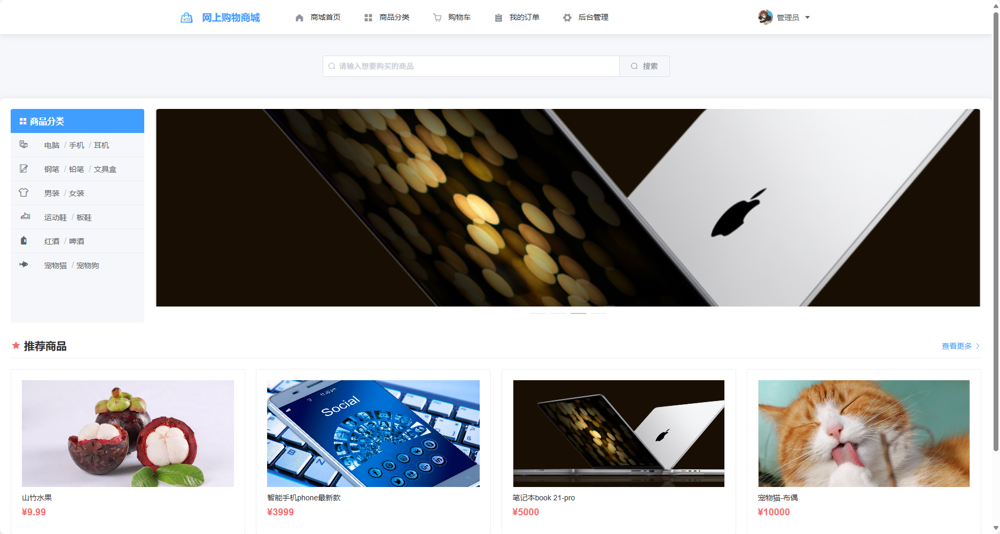 网上购物商城
商城首页
商品分类
购物车
我的订单
后台管理
管理员
请输入想要购买的商品
搜索
商品分类
电脑 / 手机 / 耳机
钢笔 / 铅笔 / 文具盒
男装 / 女装
运动鞋 / 板鞋
红酒 / 啤酒
宠物猫 / 宠物狗
推荐商品
查看更多
11:45 pm
Social
B
N
山竹水果
¥9.99
智能手机phone最新款
¥3999
笔记本book 21-pro
¥5000
宠物猫-布偶
¥10000